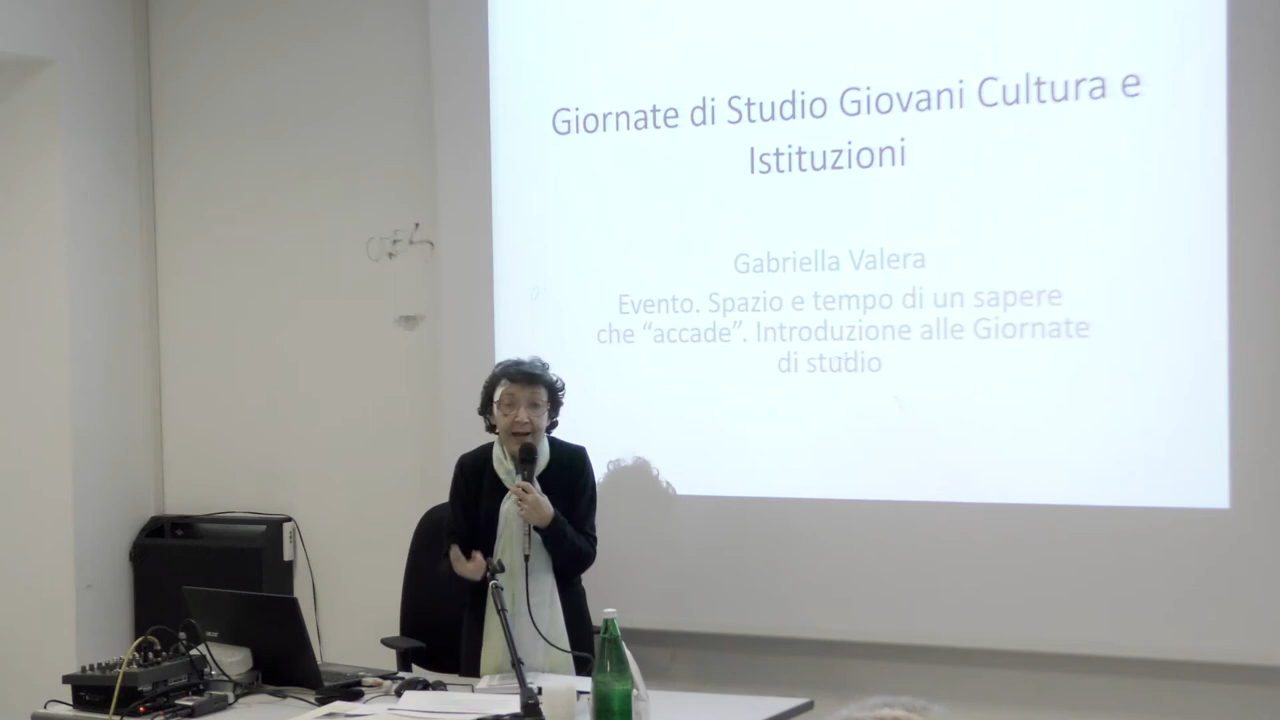 Giornate di Studio Giovani Cultura e
Istituzioni
Gabriella Valera
Evento. Spazio e tempo di un sapere
che “accade”. Introduzione alle Giornate
di studio
acer